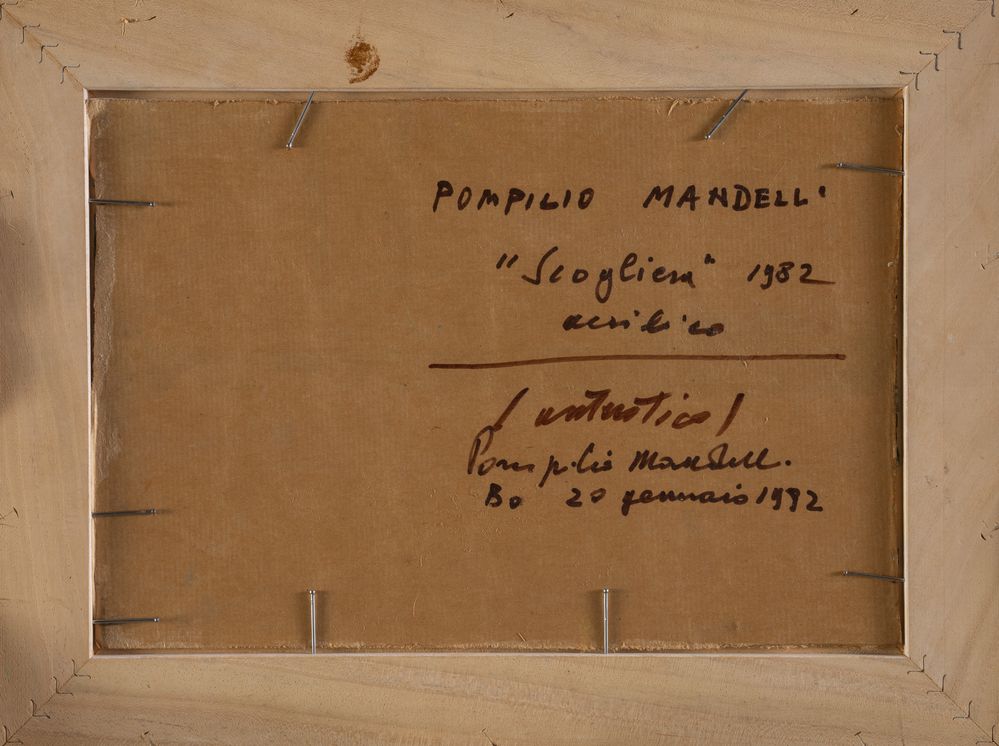 POMPILIO MANDELLI
"Scogliera" 1982
acrilico
/ autentico /
Pompilio Mandelli.
Bo 20 gennaio 1992